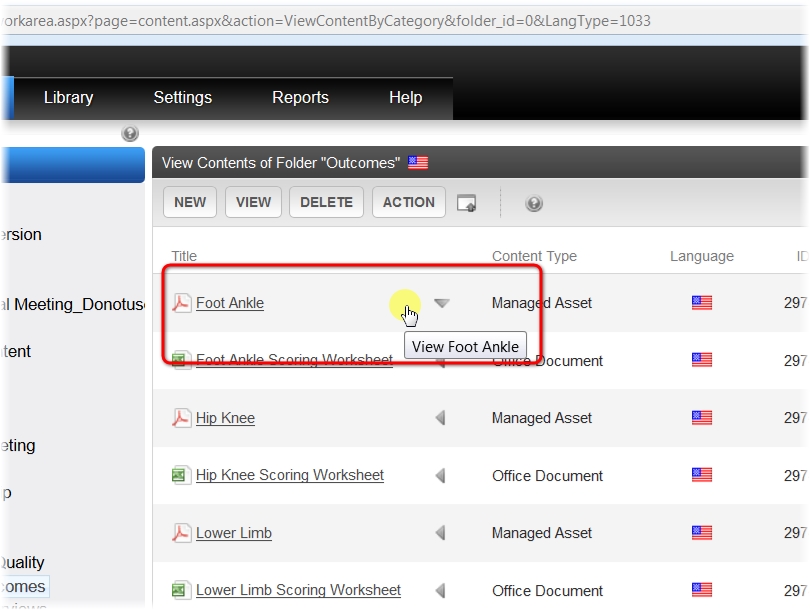 orkarea.aspx?page=content.aspx&action=ViewContentByCategory&folder_id=0&LangType=1033
Library Settings Reports Help
View Contents of Folder "Outcomes"
NEW VIEW DELETE ACTION
ersion
al Meeting_Donotuse
tent
eting
p
Quality
comes
Title Content Type Language ID
Foot Ankle Managed Asset 297
View Foot Ankle
Foot Ankle Scoring Worksheet Office Document 297
Hip Knee Managed Asset 297
Hip Knee Scoring Worksheet Office Document 297
Lower Limb Managed Asset 297
Lower Limb Scoring Worksheet Office Document 297